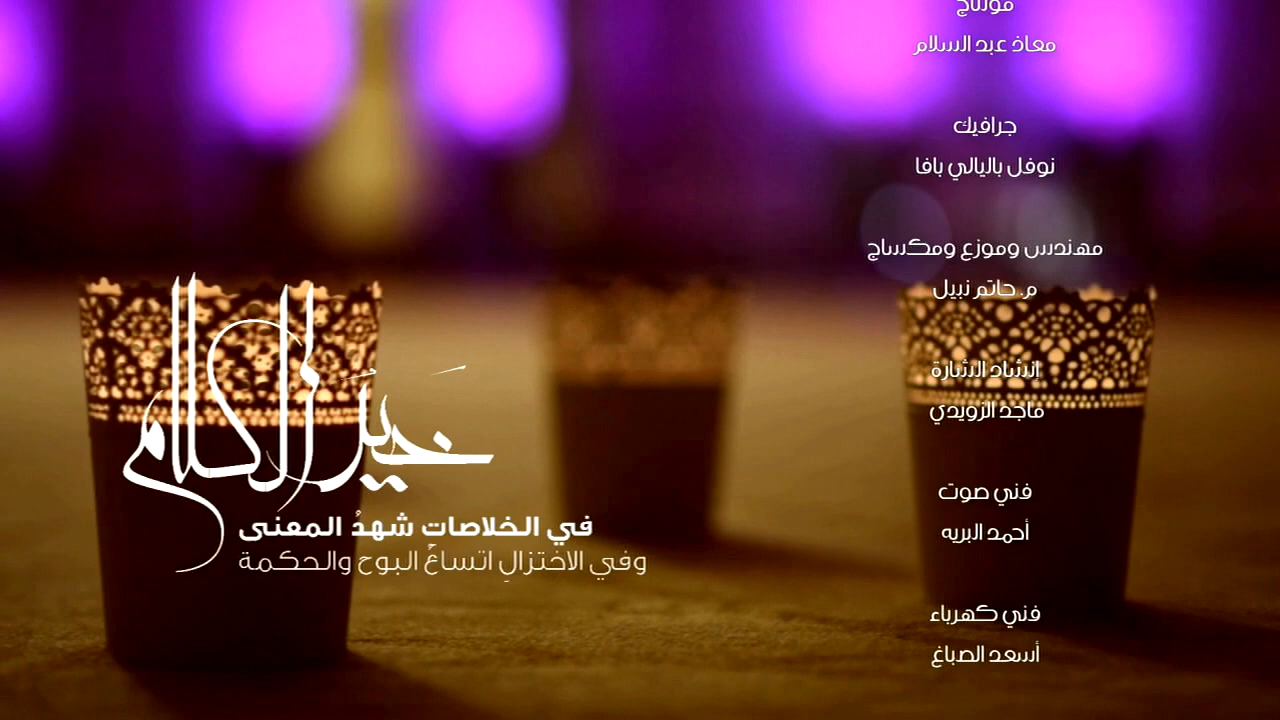 مونتاج
معاذ عبد السلام
جرافيك
نوفل باليالي بافا
مهندس وموزع ومكساج
م. حاتم نبيل
انشاد الشارة
ماجد الزويدي
فني صوت
أحمد البريه
فني كهرباء
أسعد الصباغ
خير الكلام
في الخلاصاتِ شهدُ المعنى
وفي الاختزالِ اتساعُ البوح والحكمة